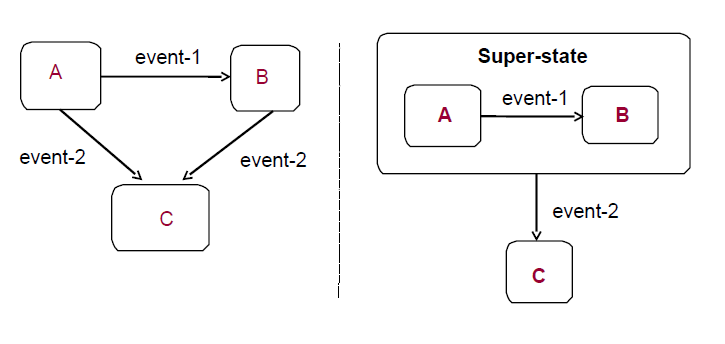 event-1
A
B
event-2
event-2
C
Super-state
event-1
A
B
event-2
C